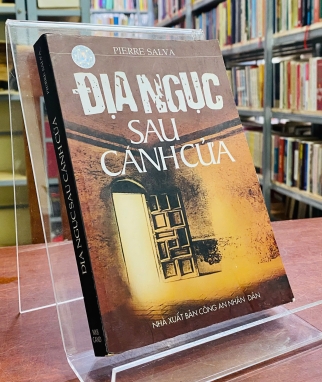 PIERRE SALVA
ĐỊA NGỤC
SAU
CÁNH CỬA
NHÀ XUẤT BẢN CÔNG AN NHÂN DÂN
ĐỊA NGỤC SAU CÁNH CỬA